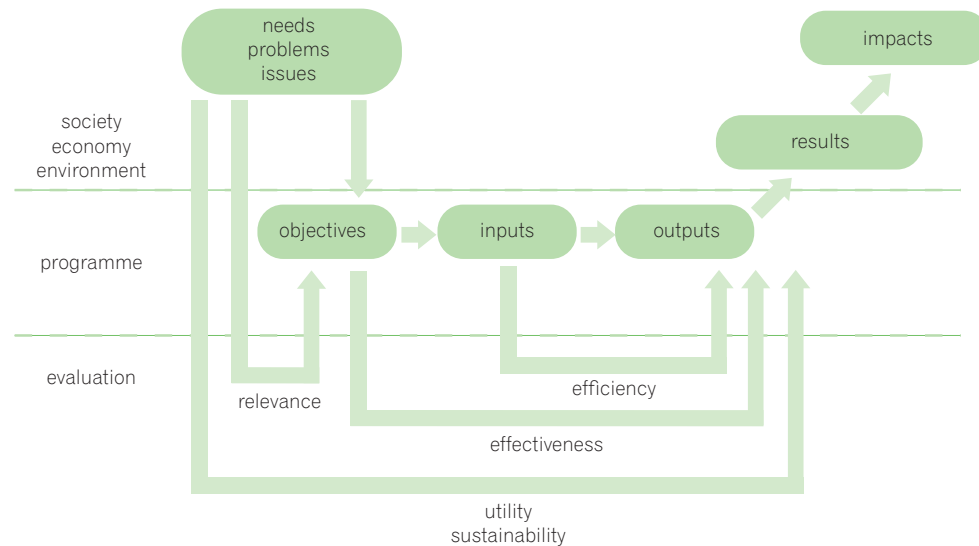 needs
problems
issues
impacts
society
economy
environment
results
objectives
inputs
outputs
programme
evaluation
relevance
efficiency
effectiveness
utility
sustainability